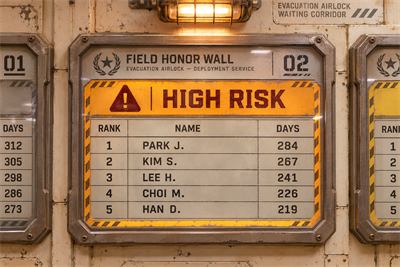 EVACUATION AIRLOCK
WAITING CORRIDOR
01
DAYS
312
305
298
286
273
FIELD HONOR WALL
EVACUATION AIRLOCK — DEPLOYMENT SERVICE
02
HIGH RISK
RANK NAME DAYS
1 PARK J. 284
2 KIM S. 267
3 LEE H. 241
4 CHOI M. 226
5 HAN D. 219
RANK
1
2
3
4
5